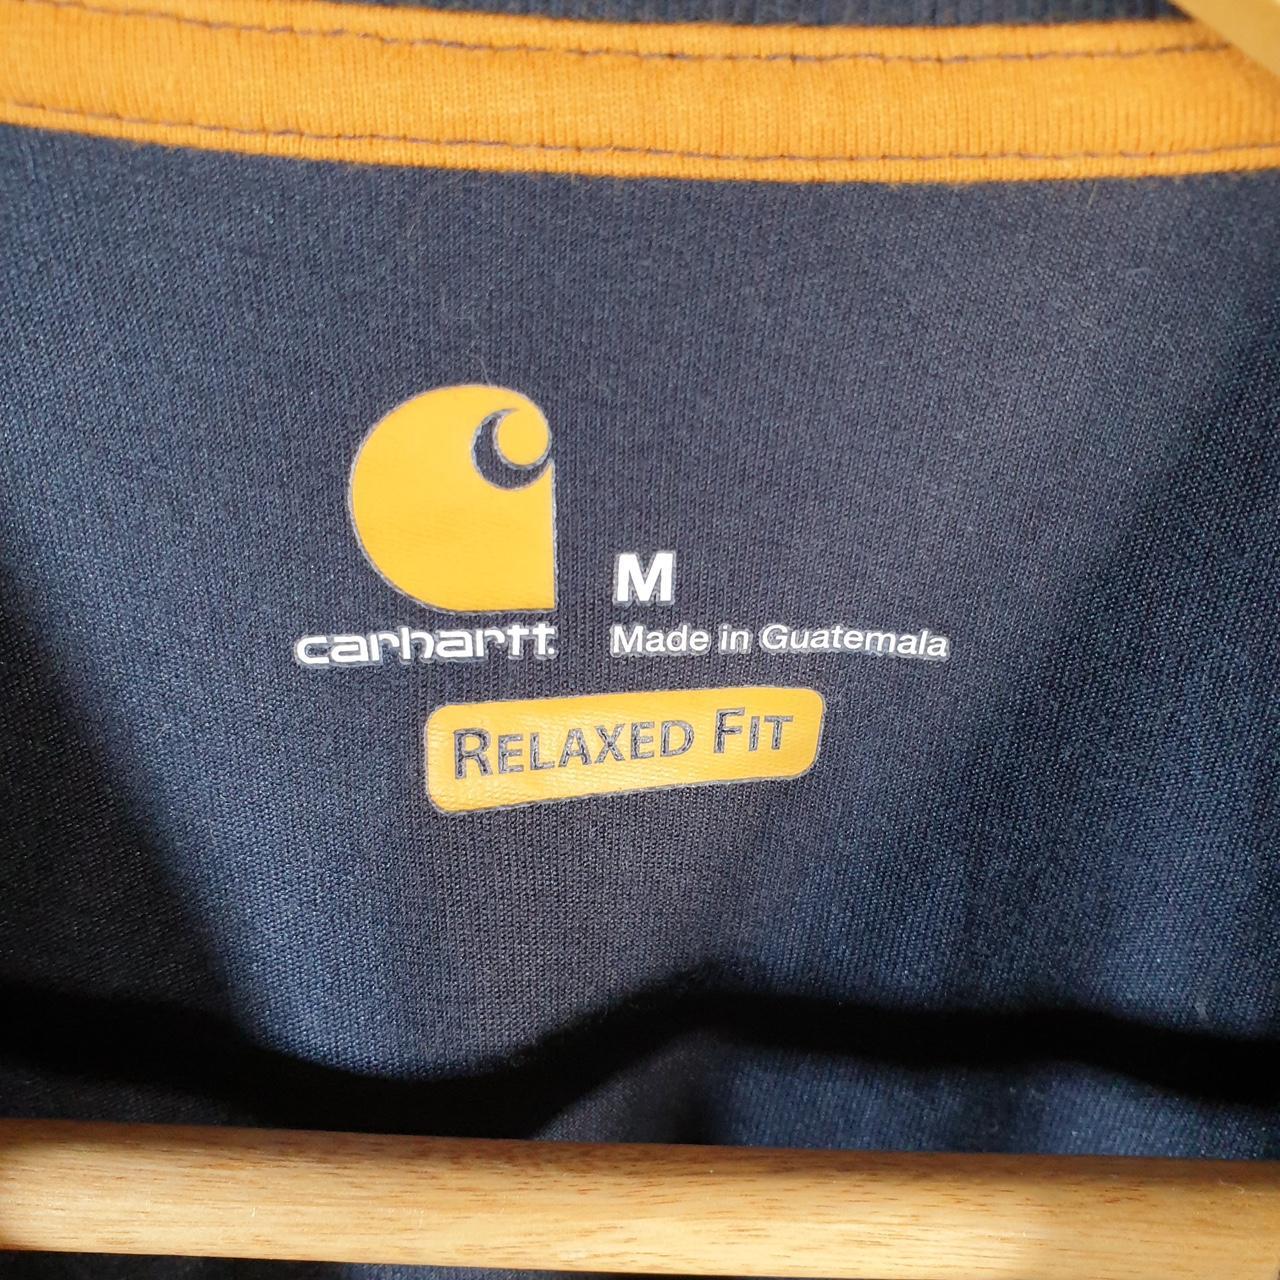 M
carhartt.
Made in Guatemala
RELAXED FIT